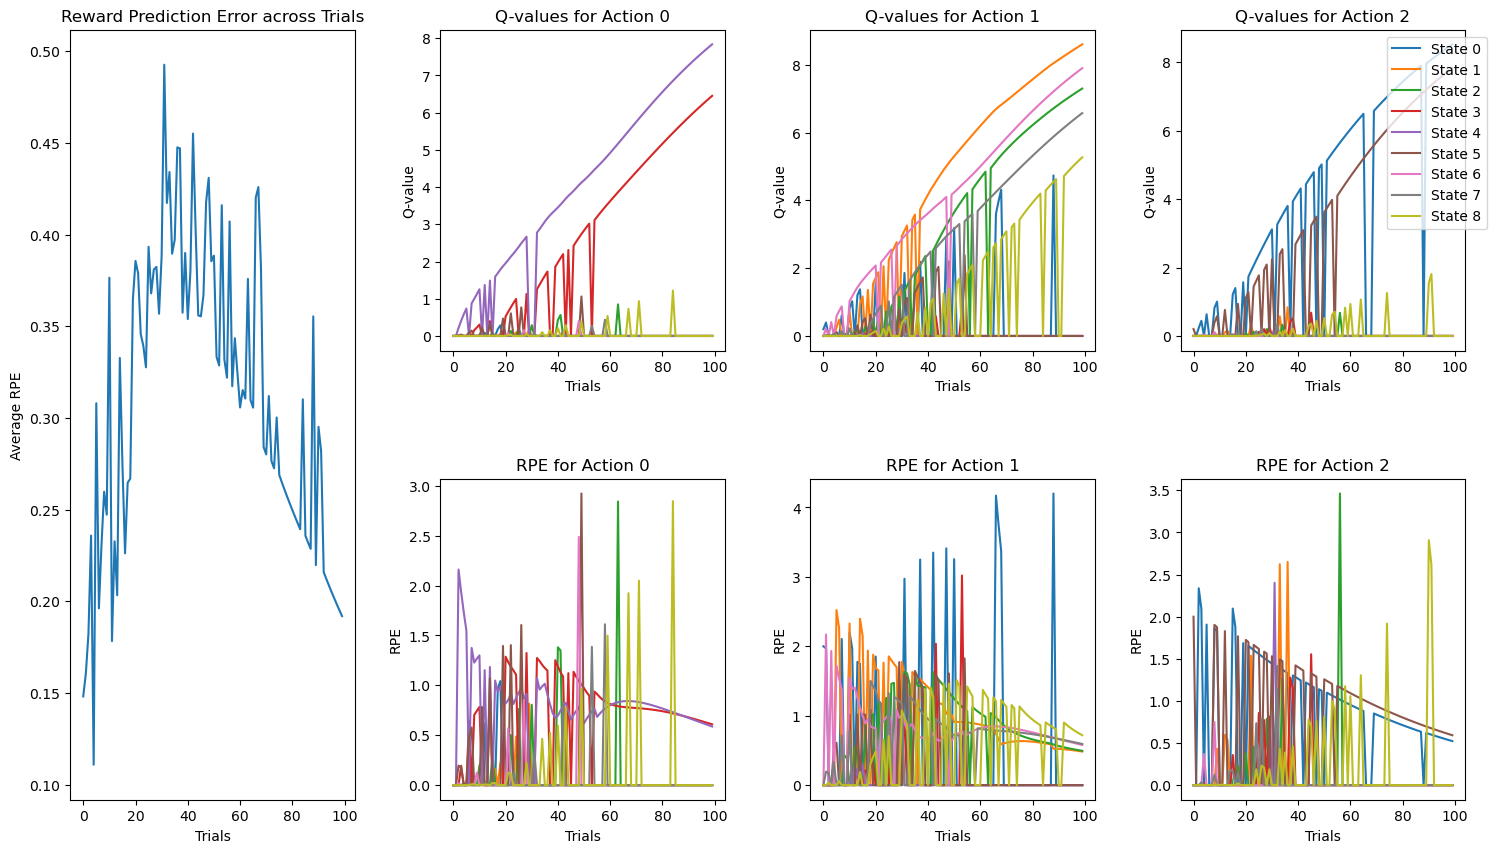 Reward Prediction Error across Trials
Average RPE
0.50
0.45
0.40
0.35
0.30
0.25
0.20
0.15
0.10
0 20 40 60 80 100
Trials
Q-values for Action 0
Q-value
8
7
6
5
4
3
2
1
0
0 20 40 60 80 100
Trials
Q-values for Action 1
Q-value
8
6
4
2
0
0 20 40 60 80 100
Trials
Q-values for Action 2
Q-value
8
6
4
2
0
0 20 40 60 80 100
Trials
State 0
State 1
State 2
State 3
State 4
State 5
State 6
State 7
State 8
RPE for Action 0
RPE
3.0
2.5
2.0
1.5
1.0
0.5
0.0
0 20 40 60 80 100
Trials
RPE for Action 1
RPE
4
3
2
1
0
0 20 40 60 80 100
Trials
RPE for Action 2
RPE
3.5
3.0
2.5
2.0
1.5
1.0
0.5
0.0
0 20 40 60 80 100
Trials